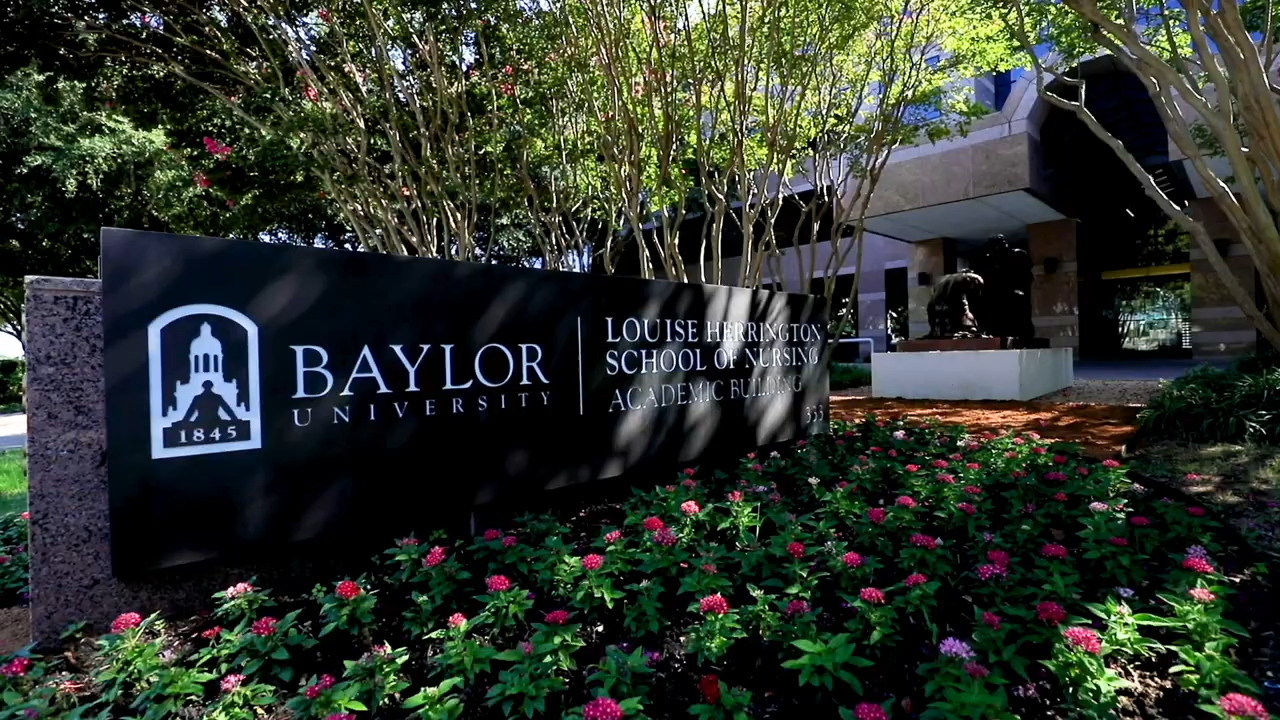 1845
BAYLOR
UNIVERSITY
LOUISE HERRINGTON
SCHOOL OF NURSING
ACADEMIC BUILDING
333